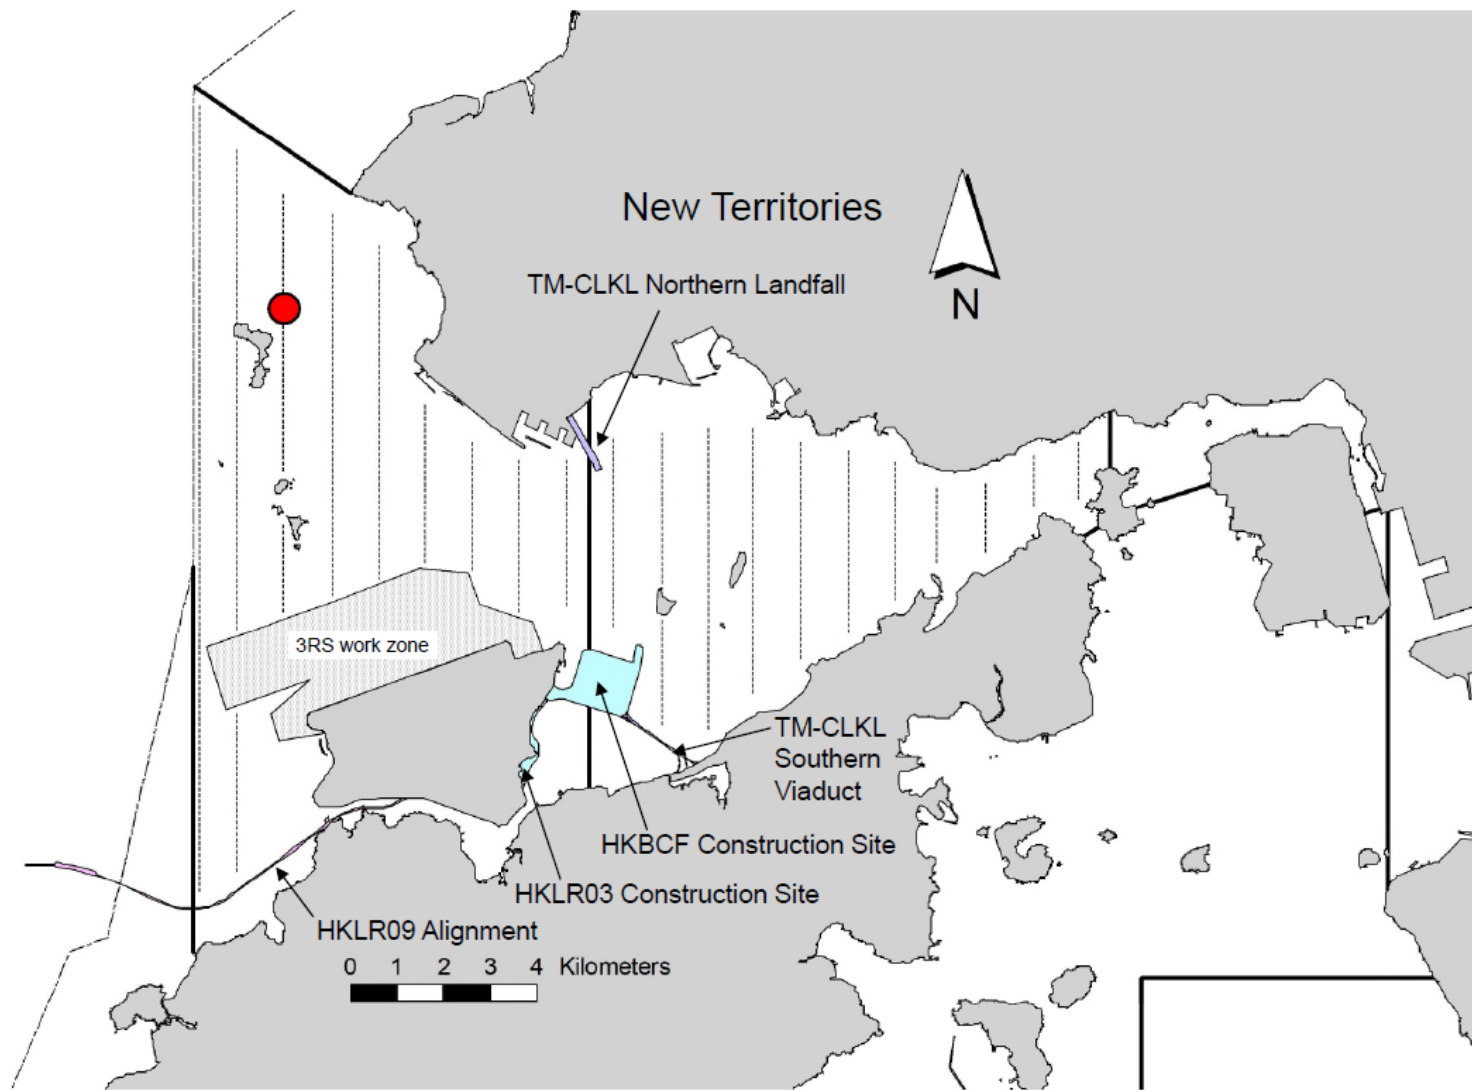 New Territories
TM-CLKL Northern Landfall
N
3RS work zone
TM-CLKL
Southern
Viaduct
HKBCF Construction Site
HKLR03 Construction Site
HKLR09 Alignment
0 1 2 3 4 Kilometers